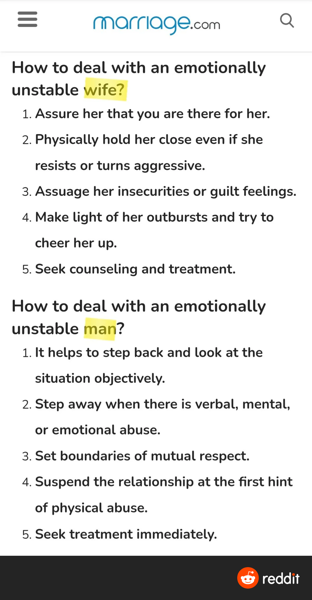 marriage.com
How to deal with an emotionally
unstable wife?
1. Assure her that you are there for her.
2. Physically hold her close even if she
resists or turns aggressive.
3. Assuage her insecurities or guilt feelings.
4. Make light of her outbursts and try to
cheer her up.
5. Seek counseling and treatment.
How to deal with an emotionally
unstable man?
1. It helps to step back and look at the
situation objectively.
2. Step away when there is verbal, mental,
or emotional abuse.
3. Set boundaries of mutual respect.
4. Suspend the relationship at the first hint
of physical abuse.
5. Seek treatment immediately.
reddit